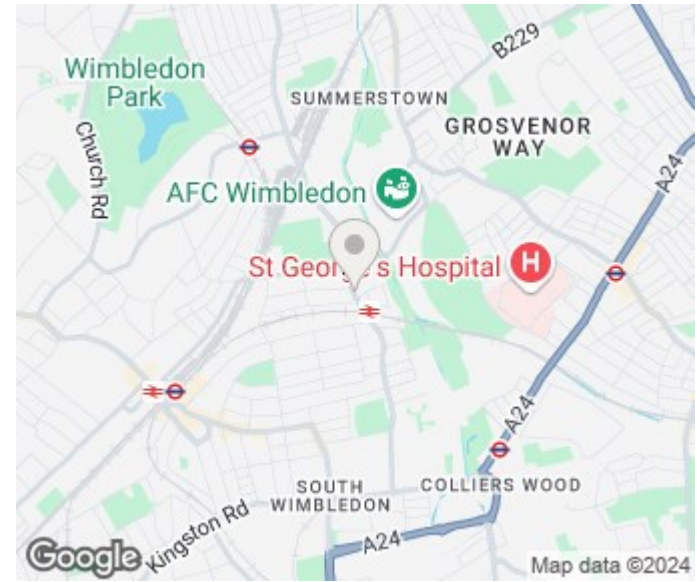 B229
Wimbledon
Park
SUMMERSTOWN
GROSVENOR
WAY
Church Rd
A24
AFC Wimbledon
St George's Hospital
H
A24
SOUTH
WIMBLEDON
COLLIERS WOOD
Kingston Rd
A24
Google
Map data ©2024